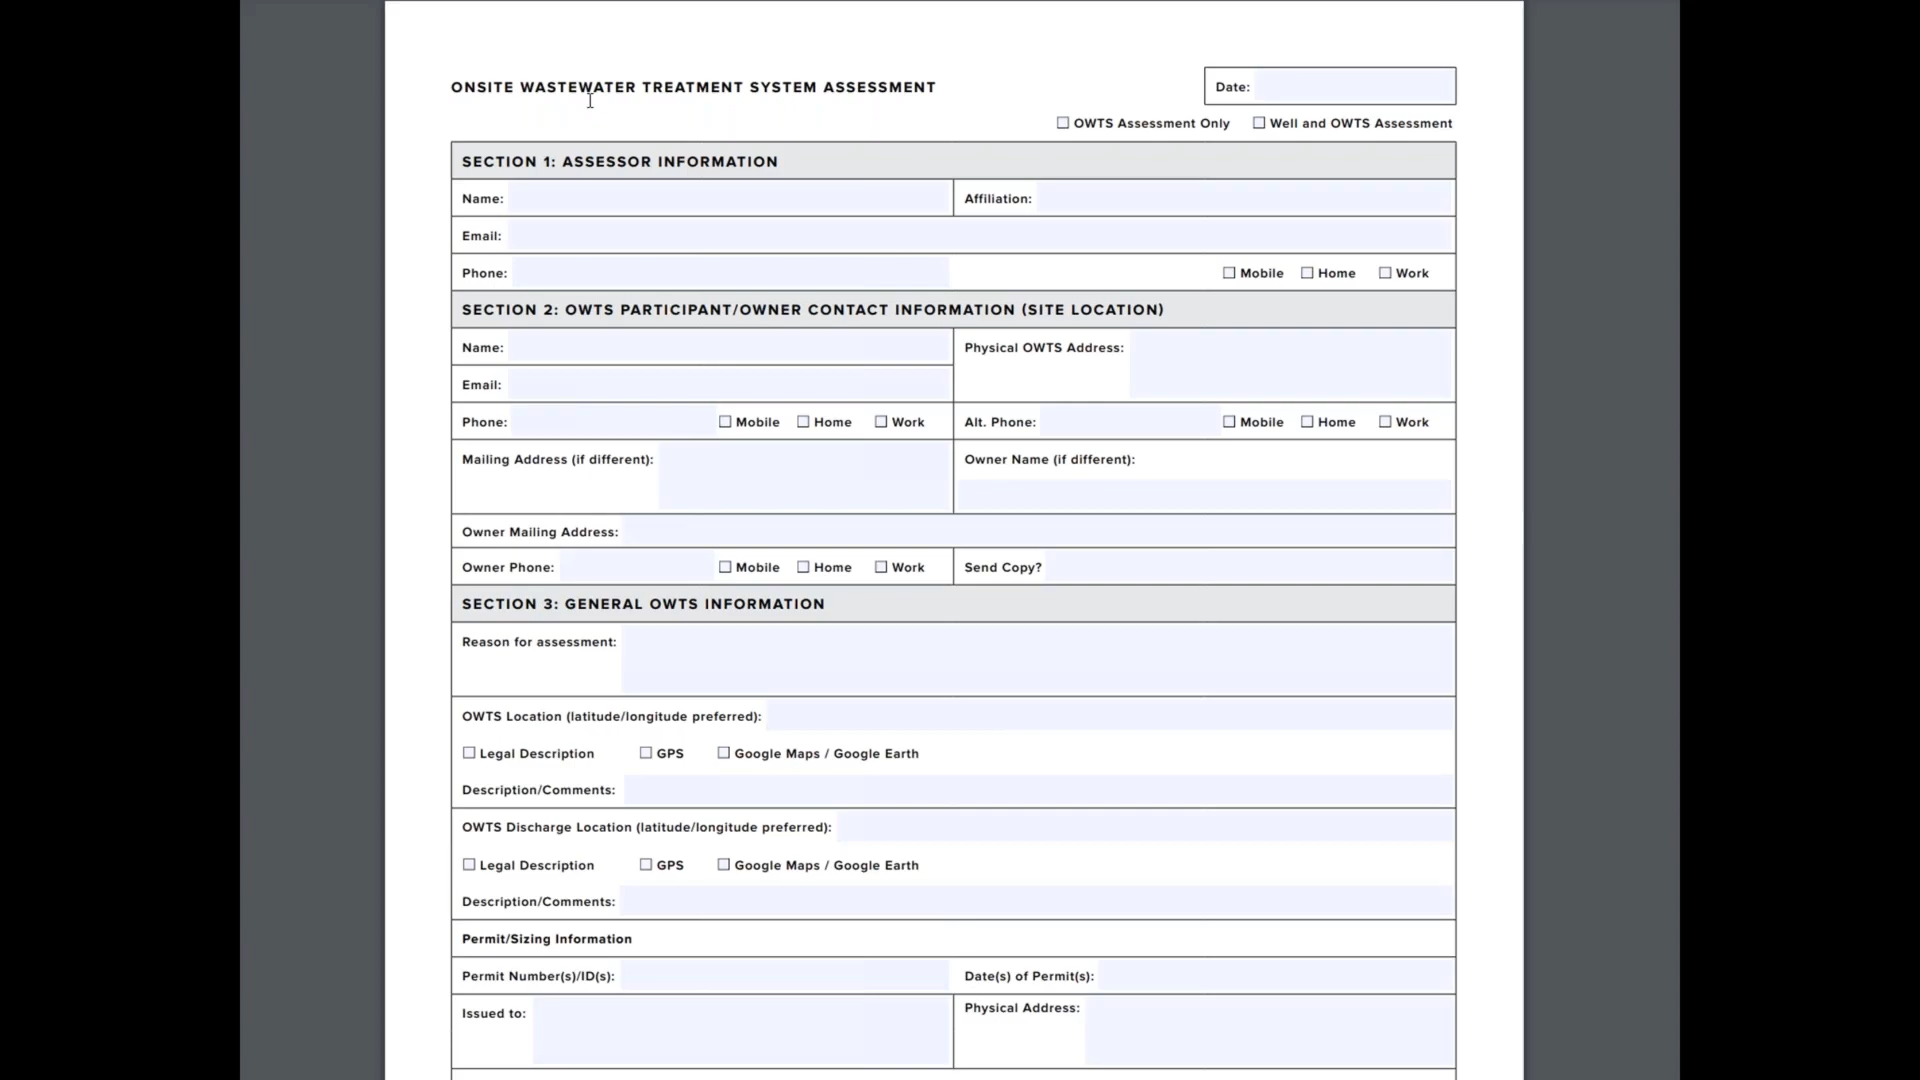 ONSITE WASTEWATER TREATMENT SYSTEM ASSESSMENT
Date:
OWTS Assessment Only Well and OWTS Assessment
SECTION 1: ASSESSOR INFORMATION
Name: Affiliation:
Email:
Phone: Mobile Home Work
SECTION 2: OWTS PARTICIPANT/OWNER CONTACT INFORMATION (SITE LOCATION)
Name: Physical OWTS Address:
Email:
Phone: Mobile Home Work Alt. Phone: Mobile Home Work
Mailing Address (if different): Owner Name (if different):
Owner Mailing Address:
Owner Phone: Mobile Home Work Send Copy?
SECTION 3: GENERAL OWTS INFORMATION
Reason for assessment:
OWTS Location (latitude/longitude preferred):
Legal Description GPS Google Maps / Google Earth
Description/Comments:
OWTS Discharge Location (latitude/longitude preferred):
Legal Description GPS Google Maps / Google Earth
Description/Comments:
Permit/Sizing Information
Permit Number(s)/ID(s): Date(s) of Permit(s):
Issued to: Physical Address: